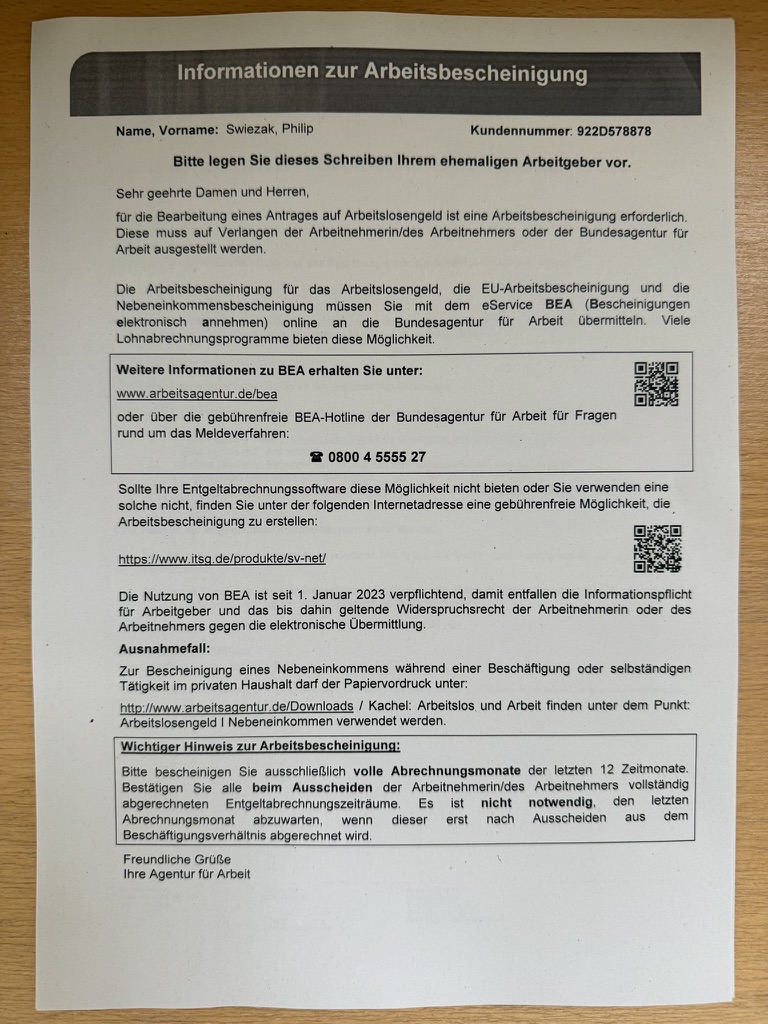 Informationen zur Arbeitsbescheinigung
Name, Vorname: Swiezak, Philip Kundennummer: 922D578878
Bitte legen Sie dieses Schreiben Ihrem ehemaligen Arbeitgeber vor.
Sehr geehrte Damen und Herren,
für die Bearbeitung eines Antrages auf Arbeitslosengeld ist eine Arbeitsbescheinigung erforderlich.
Diese muss auf Verlangen der Arbeitnehmerin/des Arbeitnehmers oder der Bundesagentur für
Arbeit ausgestellt werden.
Die Arbeitsbescheinigung für das Arbeitslosengeld, die EU-Arbeitsbescheinigung und die
Nebeneinkommensbescheinigung müssen Sie mit dem eService BEA (Bescheinigungen
elektronisch annehmen) online an die Bundesagentur für Arbeit übermitteln. Viele
Lohnabrechnungsprogramme bieten diese Möglichkeit.
Weitere Informationen zu BEA erhalten Sie unter:
www.arbeitsagentur.de/bea
oder über die gebührenfreie BEA-Hotline der Bundesagentur für Arbeit für Fragen
rund um das Meldeverfahren:
☎ 0800 4 5555 27
Sollte Ihre Entgeltabrechnungssoftware diese Möglichkeit nicht bieten oder Sie verwenden eine
solche nicht, finden Sie unter der folgenden Internetadresse eine gebührenfreie Möglichkeit, die
Arbeitsbescheinigung zu erstellen:
https://www.itsg.de/produkte/sv-net/
Die Nutzung von BEA ist seit 1. Januar 2023 verpflichtend, damit entfallen die Informationspflicht
für Arbeitgeber und das bis dahin geltende Widerspruchsrecht der Arbeitnehmerin oder des
Arbeitnehmers gegen die elektronische Übermittlung.
Ausnahmefall:
Zur Bescheinigung eines Nebeneinkommens während einer Beschäftigung oder selbständigen
Tätigkeit im privaten Haushalt darf der Papiervordruck unter:
http://www.arbeitsagentur.de/Downloads / Kachel: Arbeitslos und Arbeit finden unter dem Punkt:
Arbeitslosengeld I Nebeneinkommen verwendet werden.
Wichtiger Hinweis zur Arbeitsbescheinigung:
Bitte bescheinigen Sie ausschließlich volle Abrechnungsmonate der letzten 12 Zeitmonate.
Bestätigen Sie alle beim Ausscheiden der Arbeitnehmerin/des Arbeitnehmers vollständig
abgerechneten Entgeltabrechnungszeiträume. Es ist nicht notwendig, den letzten
Abrechnungsmonat abzuwarten, wenn dieser erst nach Ausscheiden aus dem
Beschäftigungsverhältnis abgerechnet wird.
Freundliche Grüße
Ihre Agentur für Arbeit